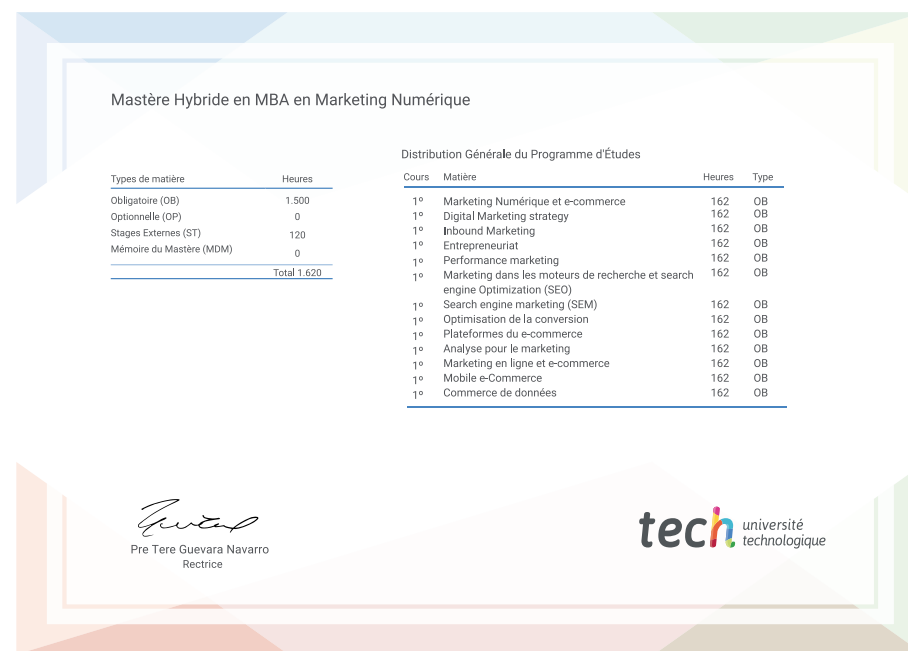 Mastère Hybride en MBA en Marketing Numérique
Types de matière Heures
Obligatoire (OB) 1.500
Optionnelle (OP) 0
Stages Externes (ST) 120
Mémoire du Mastère (MDM) 0
Total 1.620
Distribution Générale du Programme d'Études
Cours Matière Heures Type
1º Marketing Numérique et e-commerce 162 OB
1º Digital Marketing strategy 162 OB
1º Inbound Marketing 162 OB
1º Entrepreneuriat 162 OB
1º Performance marketing 162 OB
1º Marketing dans les moteurs de recherche et search 162 OB
engine Optimization (SEO)
1º Search engine marketing (SEM) 162 OB
1º Optimisation de la conversion 162 OB
1º Plateformes du e-commerce 162 OB
1º Analyse pour le marketing 162 OB
1º Marketing en ligne et e-commerce 162 OB
1º Mobile e-Commerce 162 OB
1º Commerce de données 162 OB
Pre Tere Guevara Navarro
Rectrice
tech université
technologique